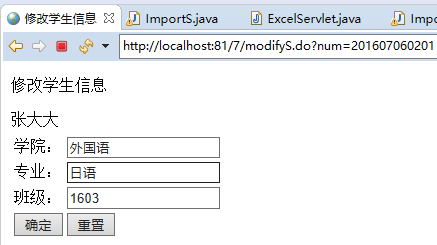 修改学生信息 ImportS.java ExcelServlet.java Im
http://localhost:81/7/modifyS.do?num=201607060201
修改学生信息
张大大
学院： 外国语
专业： 日语
班级： 1603
确定 重置